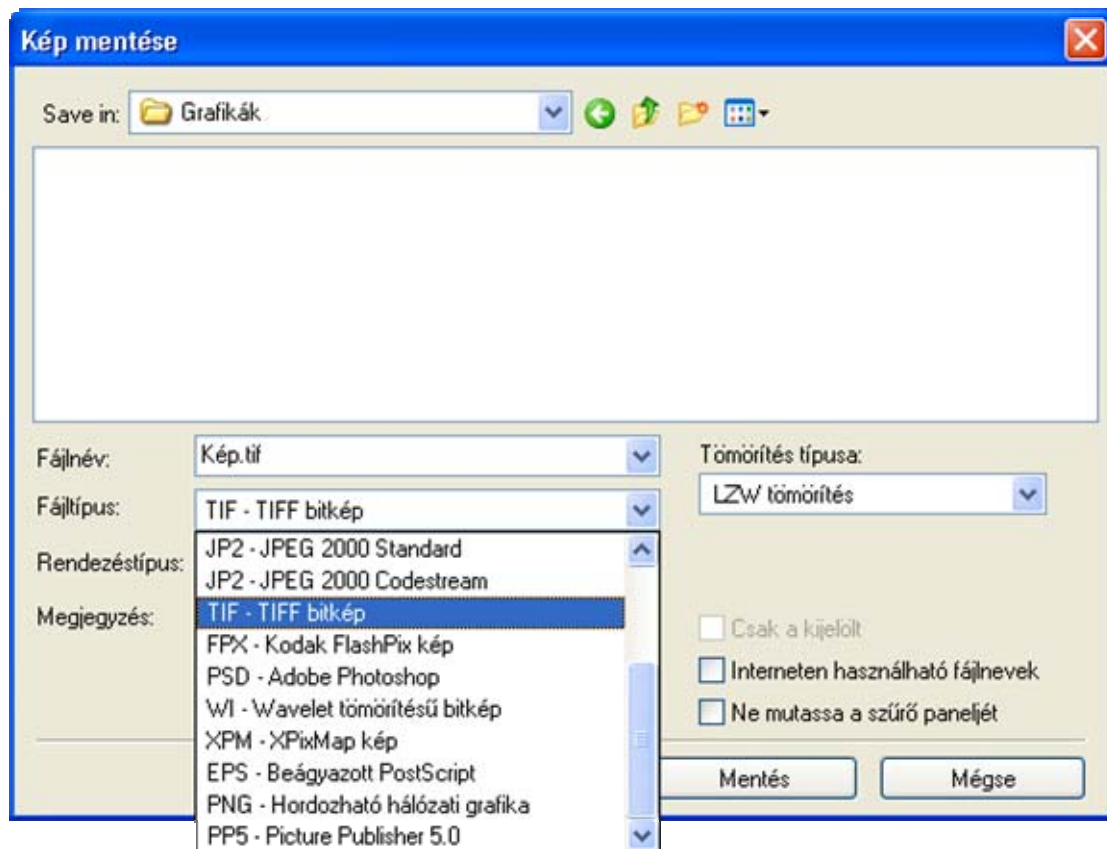 Kép mentése
Save in: Grafikák
Fájlnév: Kép.tif
Tömörítés típusa:
LZW tömörítés
Fájltípus: TIF - TIFF bitkép
Rendezéstípus:
Megjegyzés:
JP2 - JPEG 2000 Standard
JP2 - JPEG 2000 Codestream
TIF - TIFF bitkép
FPX - Kodak FlashPix kép
PSD - Adobe Photoshop
WI - Wavelet tömörítésű bitkép
XPM - XPixMap kép
EPS - Beágyazott PostScript
PNG - Hordozható hálózati grafika
PP5 - Picture Publisher 5.0
Csak a kijelölt
Interneten használható fájlnevek
Ne mutassa a szűrő paneljét
Mentés
Mégse